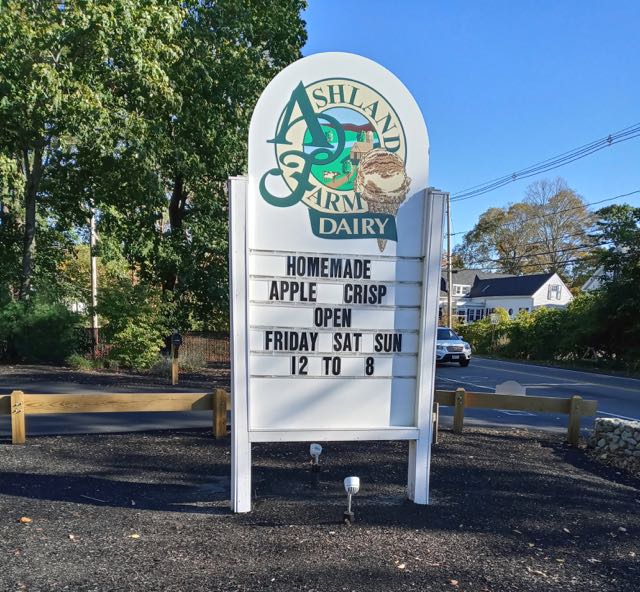 ASHLAND
FARM
DAIRY
HOMEMADE
APPLE CRISP
OPEN
FRIDAY SAT SUN
12 TO 8